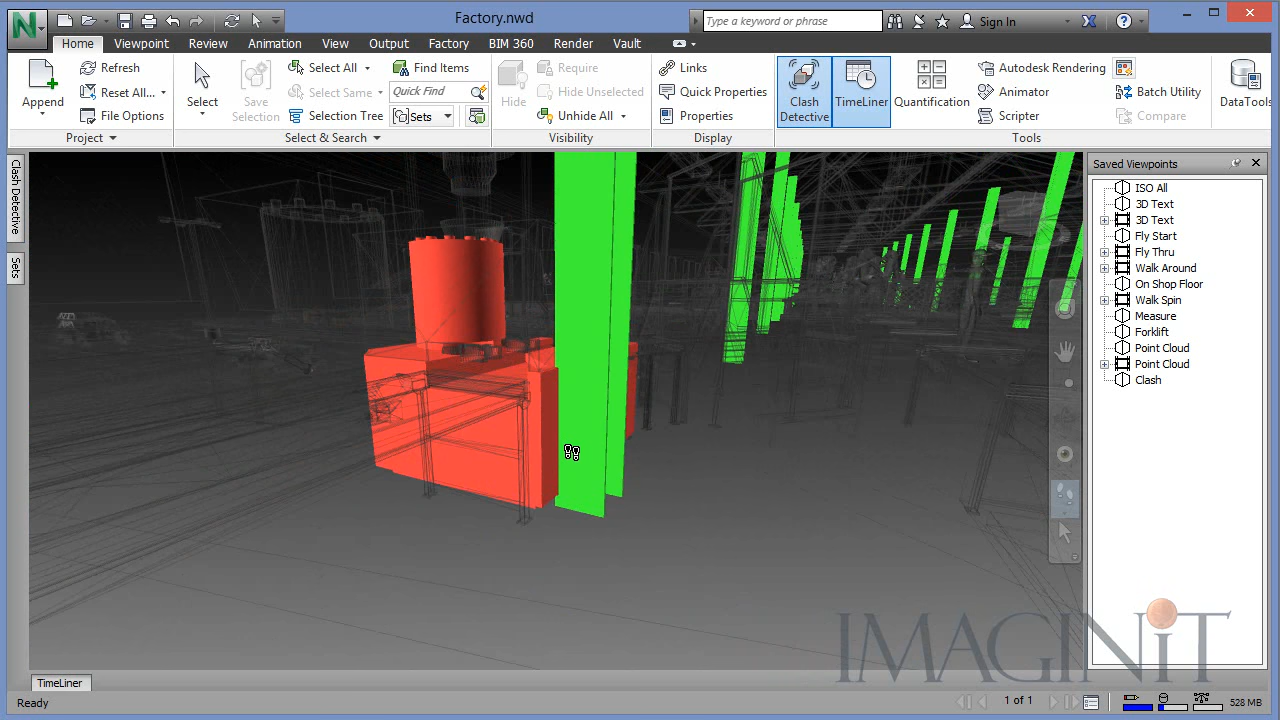 Factory.nwd
Type a keyword or phrase
Sign In
Home Viewpoint Review Animation View Output Factory BIM 360 Render Vault
Append
Refresh
Reset All...
File Options
Project
Select
Save Selection
Select All
Select Same
Selection Tree
Find Items
Quick Find
Sets
Select & Search
Hide
Require
Hide Unselected
Unhide All
Visibility
Links
Quick Properties
Properties
Display
Clash Detective
TimeLiner
Quantification
Autodesk Rendering
Animator
Scripter
Batch Utility
Compare
DataTools
Tools
Clash Detective
Sets
Saved Viewpoints
ISO All
3D Text
3D Text
Fly Start
Fly Thru
Walk Around
On Shop Floor
Walk Spin
Measure
Forklift
Point Cloud
Point Cloud
Clash
IMAGINiT
TimeLiner
Ready
1 of 1
528 MB